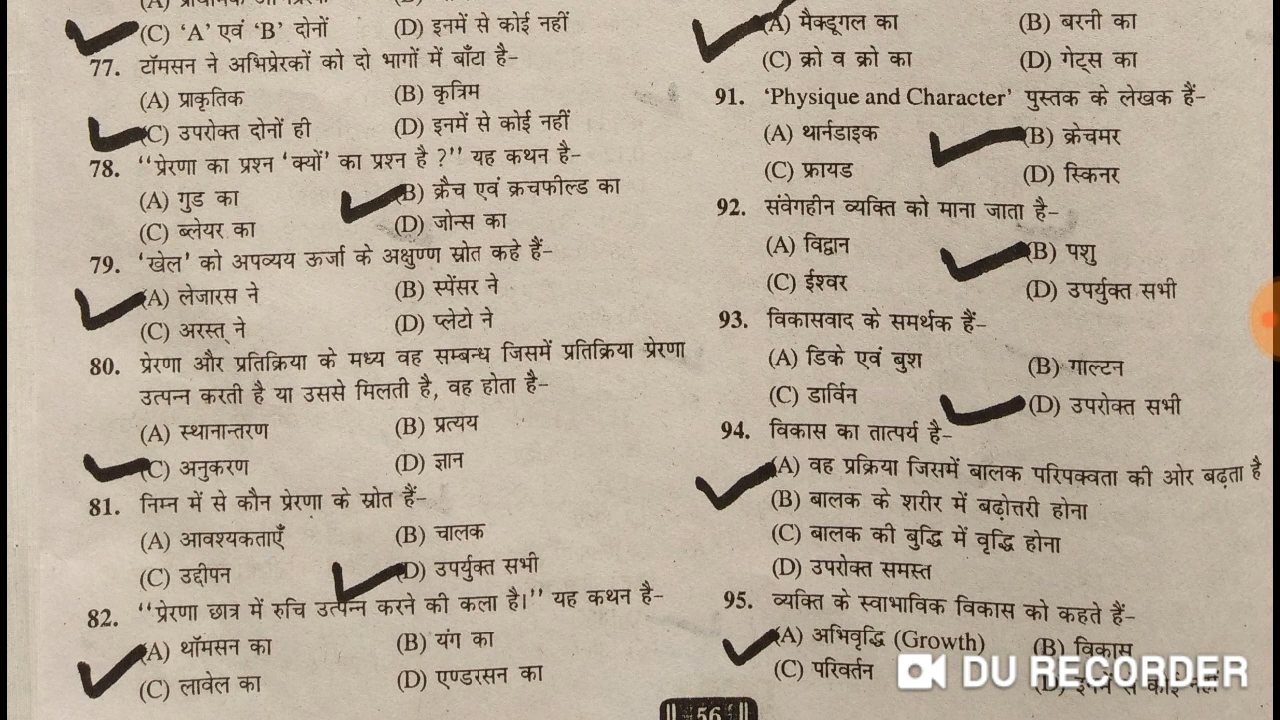 (C) ‘A’ एवं ‘B’ दोनों (D) इनमें से कोई नहीं
77. टॉमसन ने अभिप्रेरकों को दो भागों में बाँटा है–
(A) प्राकृतिक (B) कृत्रिम
(C) उपरोक्त दोनों ही (D) इनमें से कोई नहीं
78. ‘‘प्रेरणा का प्रश्न ‘क्यों’ का प्रश्न है ?’’ यह कथन है–
(A) गुड का (B) क्रैच एवं क्रचफील्ड का
(C) ब्लेयर का (D) जोन्स का
79. ‘खेल’ को अपव्यय ऊर्जा के अक्षुण्ण स्रोत कहे हैं–
(A) लेजारस ने (B) स्पेंसर ने
(C) अरस्तू ने (D) प्लेटो ने
80. प्रेरणा और प्रतिक्रिया के मध्य वह सम्बन्ध जिसमें प्रतिक्रिया प्रेरणा
उत्पन्न करती है या उससे मिलती है, वह होता है–
(A) स्थानान्तरण (B) प्रत्यय
(C) अनुकरण (D) ज्ञान
81. निम्न में से कौन प्रेरणा के स्रोत हैं–
(A) आवश्यकताएँ (B) चालक
(C) उद्दीपन (D) उपर्युक्त सभी
82. ‘‘प्रेरणा छात्र में रुचि उत्पन्न करने की कला है।’’ यह कथन है–
(A) थॉमसन का (B) यंग का
(C) लावेल का (D) एण्डरसन का
(A) मैक्डूगल का (B) बरनी का
(C) क्रो व क्रो का (D) गेट्स का
91. ‘Physique and Character’ पुस्तक के लेखक हैं–
(A) थार्नडाइक (B) क्रेचमर
(C) फ्रायड (D) स्किनर
92. संवेगहीन व्यक्ति को माना जाता है–
(A) विद्वान (B) पशु
(C) ईश्वर (D) उपर्युक्त सभी
93. विकासवाद के समर्थक हैं–
(A) डिके एवं बुश (B) गाल्टन
(C) डार्विन (D) उपरोक्त सभी
94. विकास का तात्पर्य है–
(A) वह प्रक्रिया जिसमें बालक परिपक्वता की ओर बढ़ता है
(B) बालक के शरीर में बढ़ोत्तरी होना
(C) बालक की बुद्धि में वृद्धि होना
(D) उपरोक्त समस्त
95. व्यक्ति के स्वाभाविक विकास को कहते हैं–
(A) अभिवृद्धि (Growth) (B) विकास
(C) परिवर्तन (D) इनमें से कोई नहीं
DU RECORDER
56